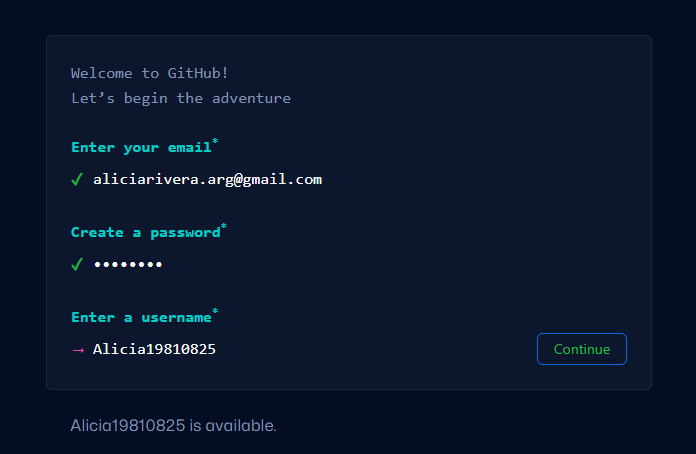 Welcome to GitHub!
Let’s begin the adventure
Enter your email*
✓ aliciarivera.arg@gmail.com
Create a password*
✓ ••••••••
Enter a username*
→ Alicia19810825
Continue
Alicia19810825 is available.